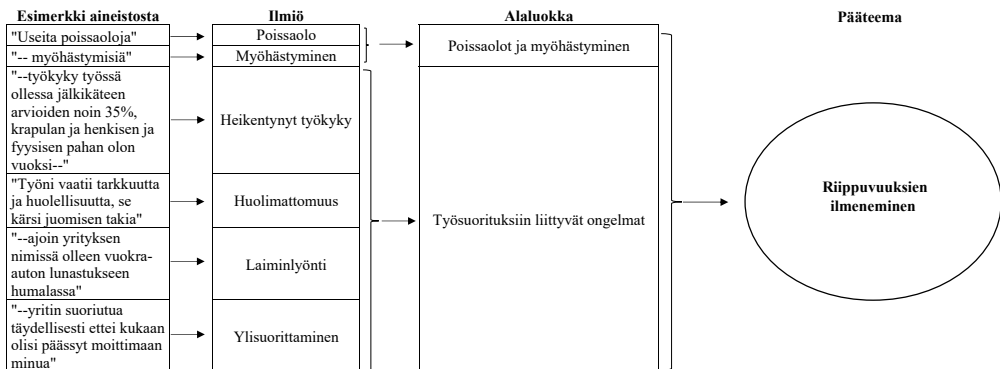 Esimerkki aineistosta
Ilmiö
Alaluokka
Pääteema
"Useita poissaoloja"
Poissaolo
"-- myöhästymisiä"
Myöhästyminen
Poissaolot ja myöhästyminen
"--työkyky työssä
ollessa jälkikäteen
arvioiden noin 35%,
krapulan ja henkisen ja
fyysisen pahan olon
vuoksi--"
Heikentynyt työkyky
"Työni vaatii tarkkuutta
ja huolellisuutta, se
kärsi juomisen takia"
Huolimattomuus
"--ajoin yrityksen
nimissä olleen vuokra-
auton lunastukseen
humalassa"
Laiminlyönti
"--yritin suoriutua
täydellisesti ettei kukaan
olisi päässyt moittimaan
minua"
Ylisuorittaminen
Työsuorituksiin liittyvät ongelmat
Riippuvuuksien
ilmeneminen